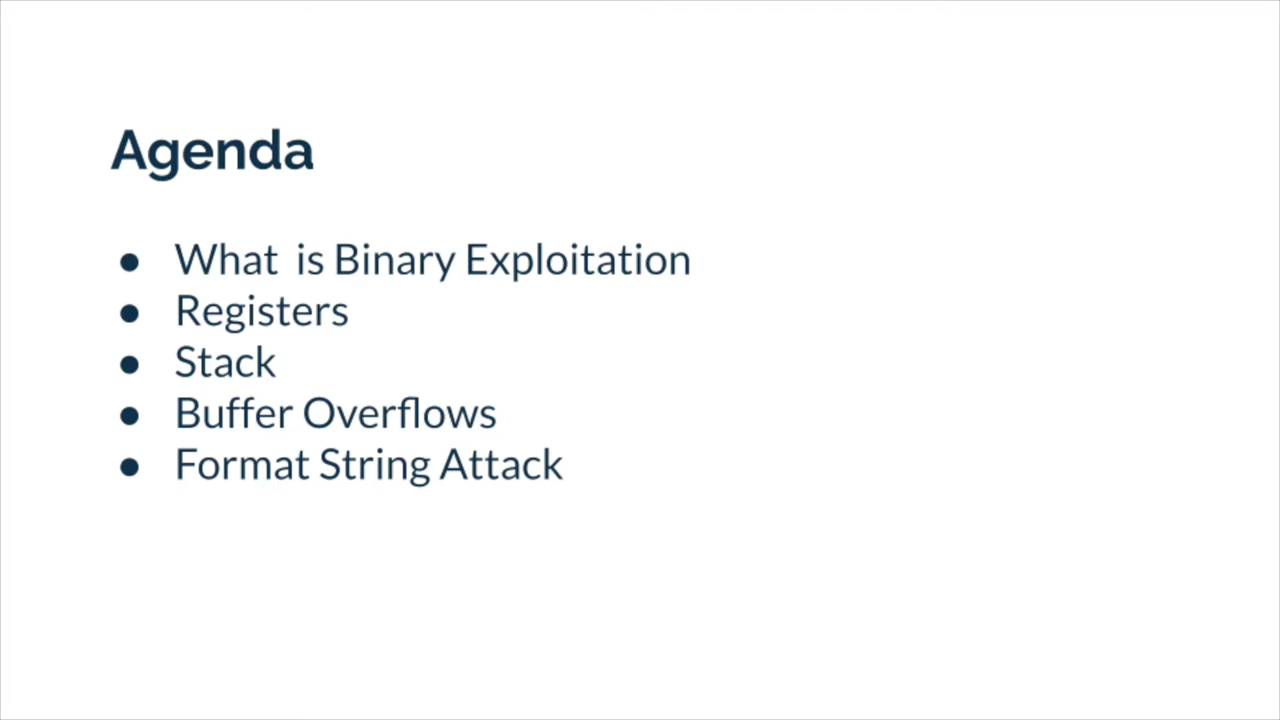 Agenda
● What  is Binary Exploitation
● Registers
● Stack
● Buffer Overflows
● Format String Attack